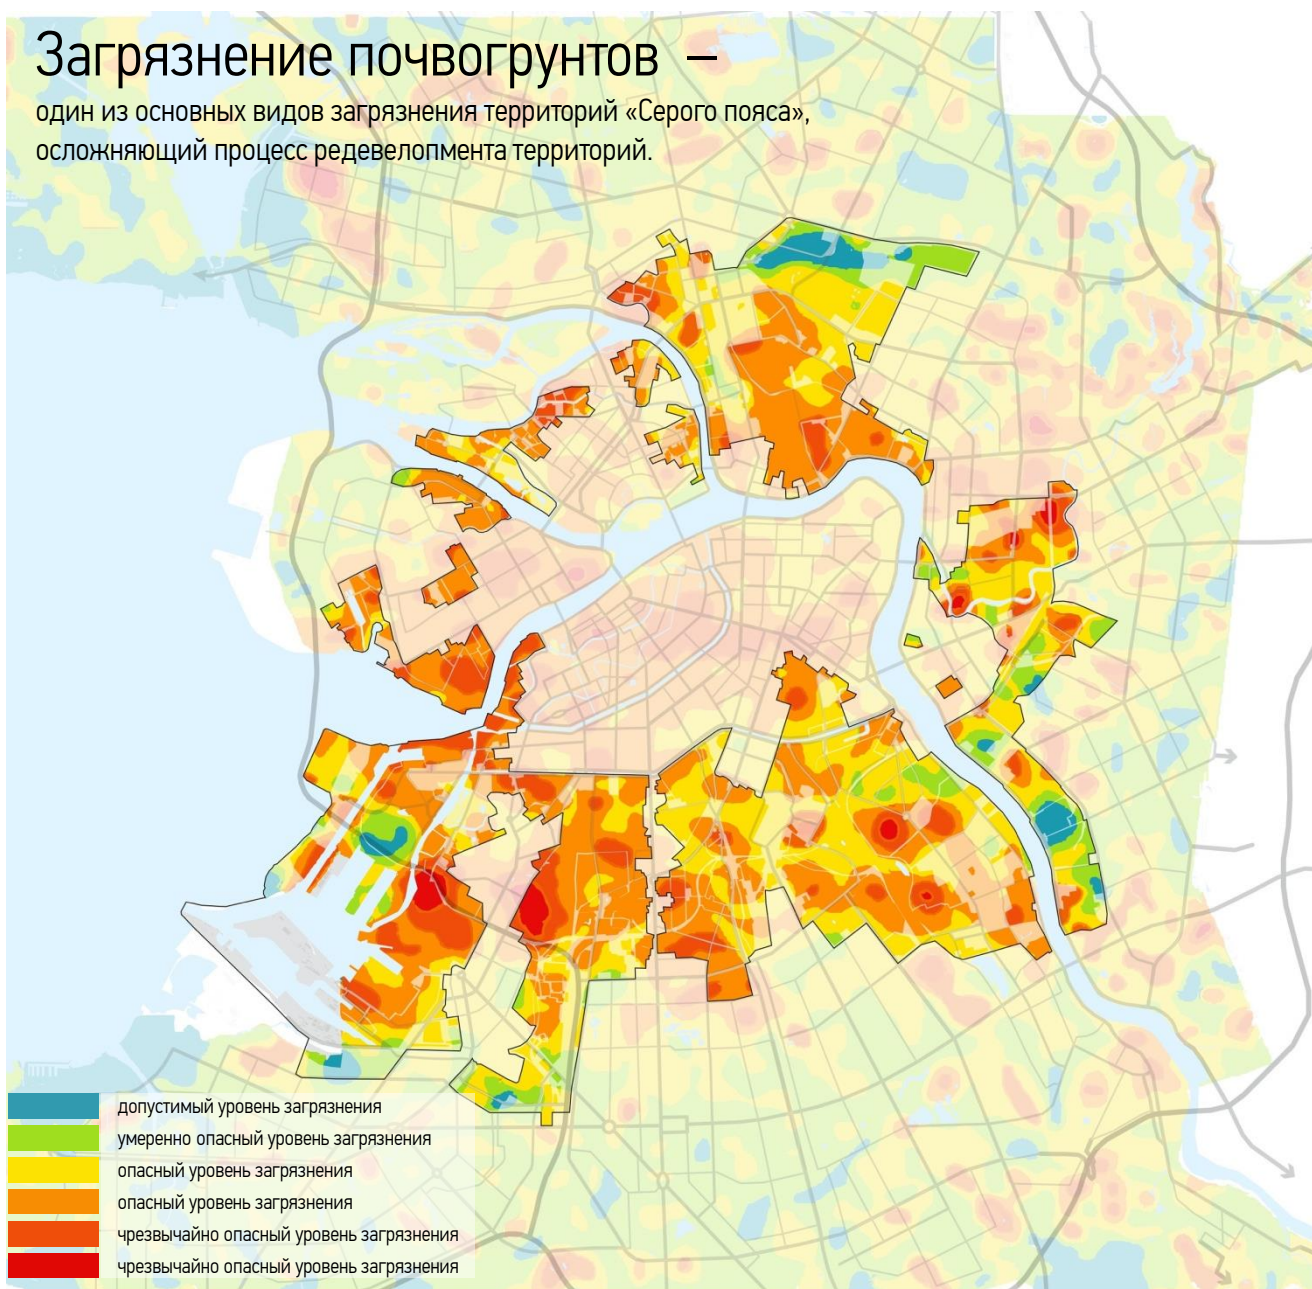 Загрязнение почвогрунтов –
один из основных видов загрязнения территорий «Серого пояса»,
осложняющий процесс редевелопмента территорий.
допустимый уровень загрязнения
умеренно опасный уровень загрязнения
опасный уровень загрязнения
опасный уровень загрязнения
чрезвычайно опасный уровень загрязнения
чрезвычайно опасный уровень загрязнения